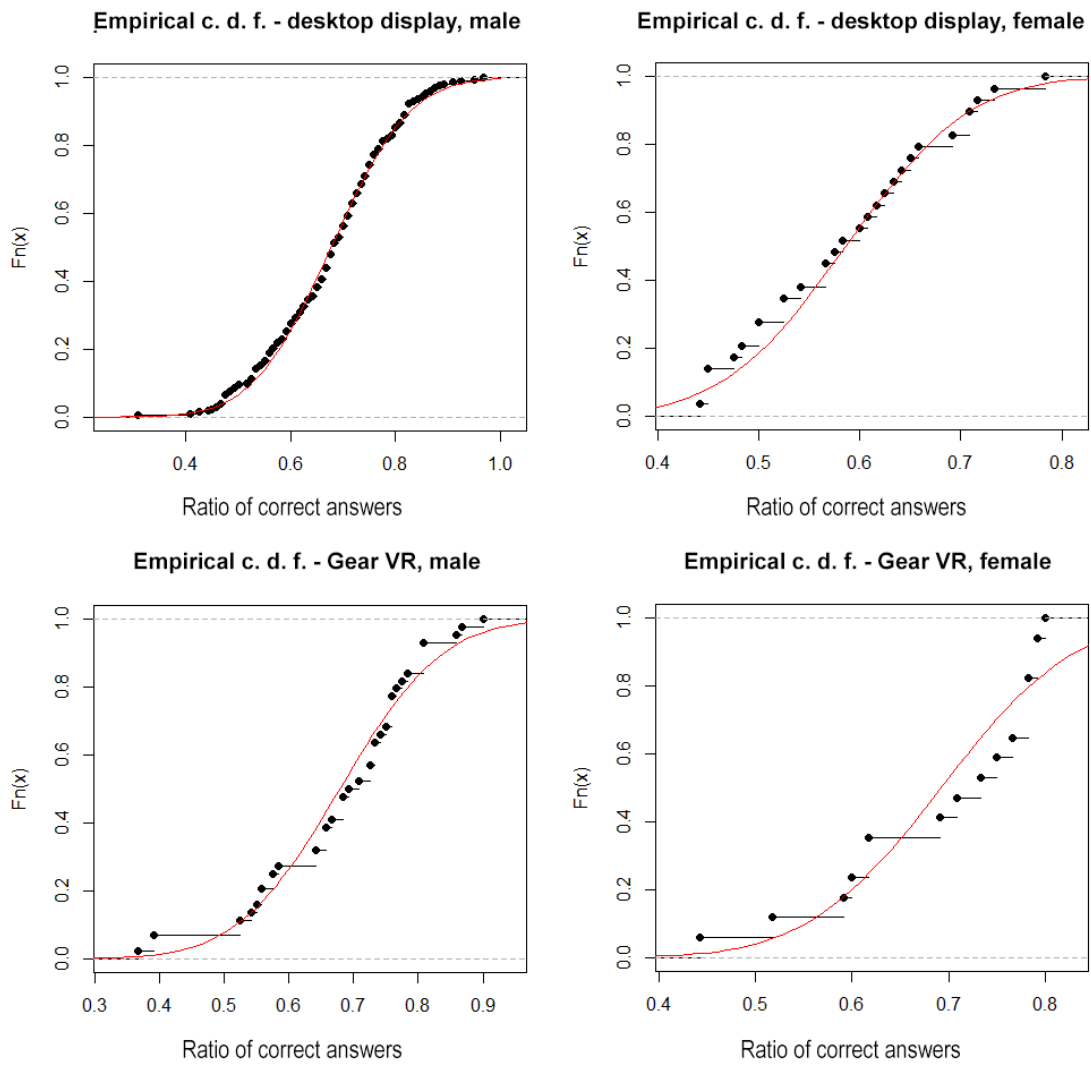 Empirical c. d. f. - desktop display, male
Fn(x)
0.0 0.2 0.4 0.6 0.8 1.0
0.4 0.6 0.8 1.0
Ratio of correct answers
Empirical c. d. f. - desktop display, female
Fn(x)
0.0 0.2 0.4 0.6 0.8 1.0
0.4 0.5 0.6 0.7 0.8
Ratio of correct answers
Empirical c. d. f. - Gear VR, male
Fn(x)
0.0 0.2 0.4 0.6 0.8 1.0
0.3 0.4 0.5 0.6 0.7 0.8 0.9
Ratio of correct answers
Empirical c. d. f. - Gear VR, female
Fn(x)
0.0 0.2 0.4 0.6 0.8 1.0
0.4 0.5 0.6 0.7 0.8
Ratio of correct answers